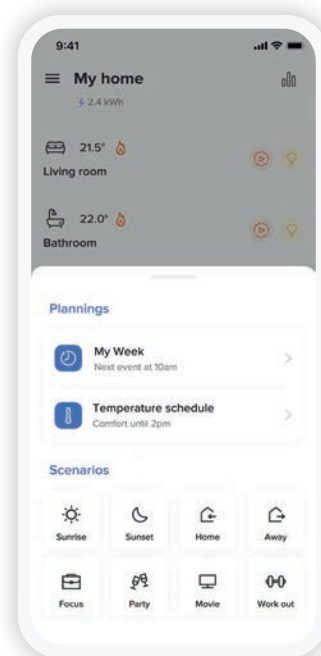 9:41
My home
2.4 kWh
21.5°
Living room
22.0°
Bathroom
Plannings
My Week
Next event at 10am
Temperature schedule
Comfort until 2pm
Scenarios
Sunrise Sunset Home Away
Focus Party Movie Work out